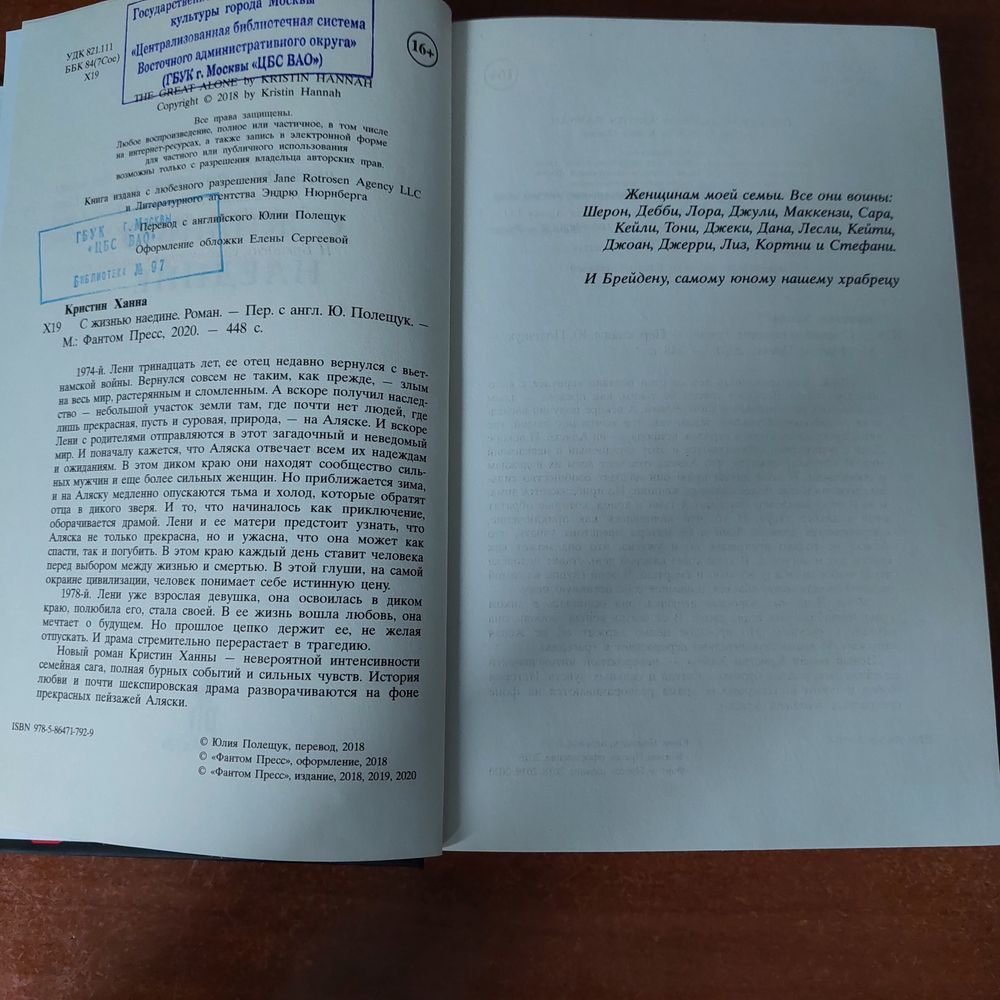 Государственное
культуры города Москвы
«Централизованная библиотечная система
Восточного административного округа»
(ГБУК г. Москвы «ЦБС ВАО»)
УДК 821.111
ББК 84(7Сое)
Х19
16+
THE GREAT ALONE by KRISTIN HANNAH
Copyright © 2018 by Kristin Hannah
Все права защищены.
Любое воспроизведение, полное или частичное, в том числе
на интернет-ресурсах, а также запись в электронной форме
для частного или публичного использования
возможны только с разрешения владельца авторских прав.
Книга издана с любезного разрешения Jane Rotrosen Agency LLC
и Литературного агентства Эндрю Нюрнберга
Перевод с английского Юлии Полещук
Оформление обложки Елены Сергеевой
ГБУК г. Москвы
«ЦБС ВАО»
Библиотека № 97
Кристин Ханна
Х19 С жизнью наедине. Роман. — Пер. с англ. Ю. Полещук. —
М.: Фантом Пресс, 2020. — 448 с.
1974-й. Лени тринадцать лет, ее отец недавно вернулся с вьет-
намской войны. Вернулся совсем не таким, как прежде, — злым
на весь мир, растерянным и сломленным. А вскоре получил наслед-
ство — небольшой участок земли там, где почти нет людей, где
лишь прекрасная, пусть и суровая, природа, — на Аляске. И вскоре
Лени с родителями отправляются в этот загадочный и неведомый
мир. И поначалу кажется, что Аляска отвечает всем их надеждам
и ожиданиям. В этом диком краю они находят сообщество силь-
ных мужчин и еще более сильных женщин. Но приближается зима,
и на Аляску медленно опускаются тьма и холод, которые обратят
отца в дикого зверя. И то, что начиналось как приключение,
оборачивается драмой. Лени и ее матери предстоит узнать, что
Аляска не только прекрасна, но и ужасна, что она может как
спасти, так и погубить. В этом краю каждый день ставит человека
перед выбором между жизнью и смертью. В этой глуши, на самой
окраине цивилизации, человек понимает себе истинную цену.
1978-й. Лени уже взрослая девушка, она освоилась в диком
краю, полюбила его, стала своей. В ее жизнь вошла любовь, она
мечтает о будущем. Но прошлое цепко держит ее, не желая
отпускать. И драма стремительно перерастает в трагедию.
Новый роман Кристин Ханны — невероятной интенсивности
семейная сага, полная бурных событий и сильных чувств. История
любви и почти шекспировская драма разворачиваются на фоне
прекрасных пейзажей Аляски.
ISBN 978-5-86471-792-9
© Юлия Полещук, перевод, 2018
© «Фантом Пресс», оформление, 2018
© «Фантом Пресс», издание, 2018, 2019, 2020
Женщинам моей семьи. Все они воины:
Шерон, Дебби, Лора, Джули, Маккензи, Сара,
Кейли, Тони, Джеки, Дана, Лесли, Кейти,
Джоан, Джерри, Лиз, Кортни и Стефани.
И Брейдену, самому юному нашему храбрецу